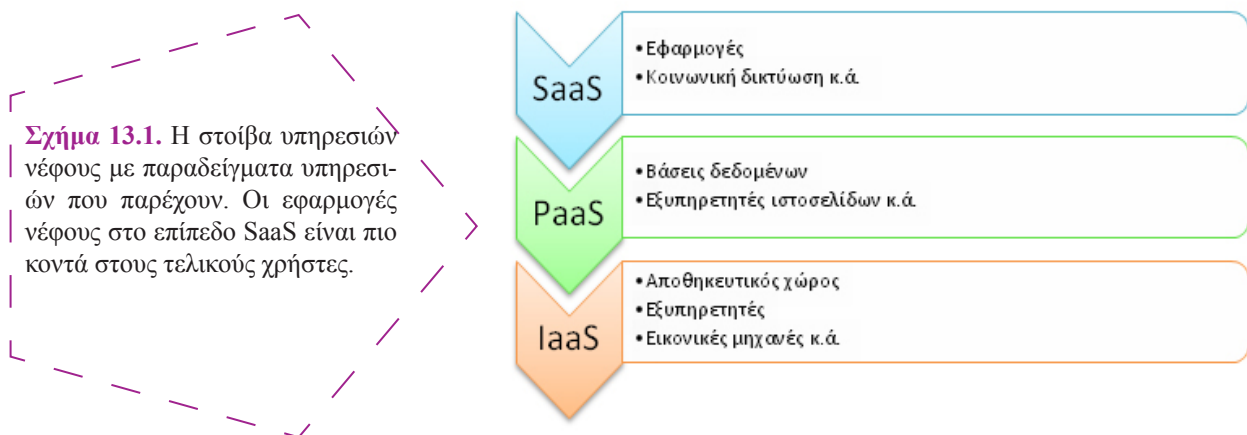 Σχήμα 13.1. Η στοίβα υπηρεσιών
νέφους με παραδείγματα υπηρεσι-
ών που παρέχουν. Οι εφαρμογές
νέφους στο επίπεδο SaaS είναι πιο
κοντά στους τελικούς χρήστες.
SaaS
• Εφαρμογές
• Κοινωνική δικτύωση κ.ά.
PaaS
• Βάσεις δεδομένων
• Εξυπηρετητές ιστοσελίδων κ.ά.
IaaS
• Αποθηκευτικός χώρος
• Εξυπηρετητές
• Εικονικές μηχανές κ.ά.